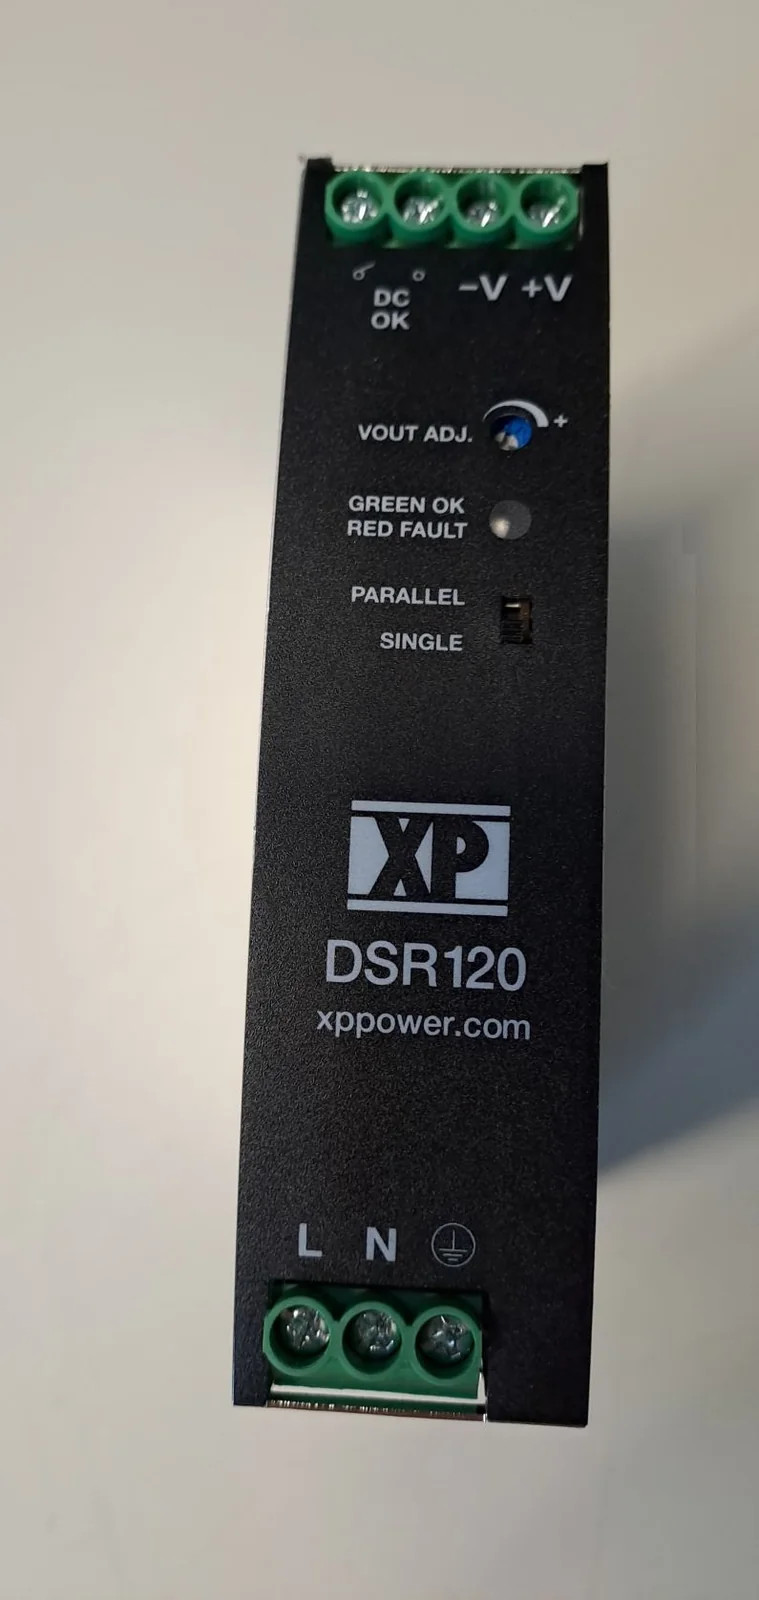 DC
OK
−V +V
VOUT ADJ. +
GREEN OK
RED FAULT
PARALLEL
SINGLE
XP
DSR120
xppower.com
L N